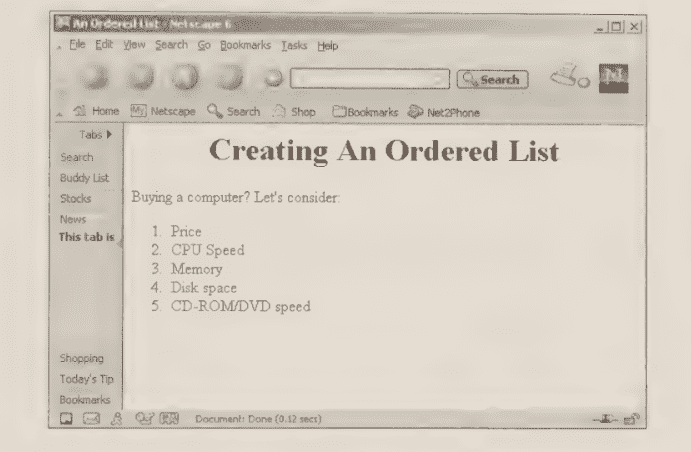 An Ordered List - Netscape 6
File Edit View Search Go Bookmarks Tasks Help
Search
Home My Netscape Search Shop Bookmarks Net2Phone
Tabs
Search
Buddy List
Stocks
News
This tab is
Shopping
Today's Tip
Bookmarks
Creating An Ordered List
Buying a computer? Let's consider:
1. Price
2. CPU Speed
3. Memory
4. Disk space
5. CD-ROM/DVD speed
Document: Done (0.12 secs)